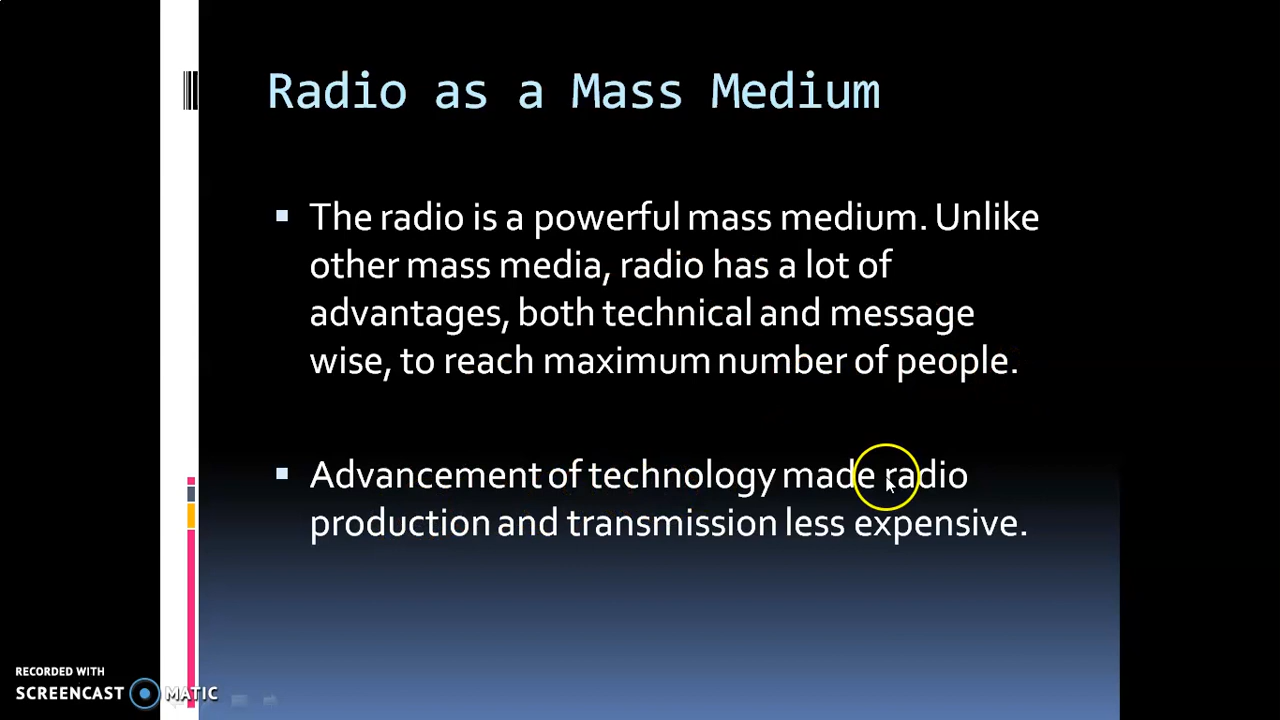 Radio as a Mass Medium
The radio is a powerful mass medium. Unlike
other mass media, radio has a lot of
advantages, both technical and message
wise, to reach maximum number of people.
Advancement of technology made radio
production and transmission less expensive.
RECORDED WITH
SCREENCAST MATIC